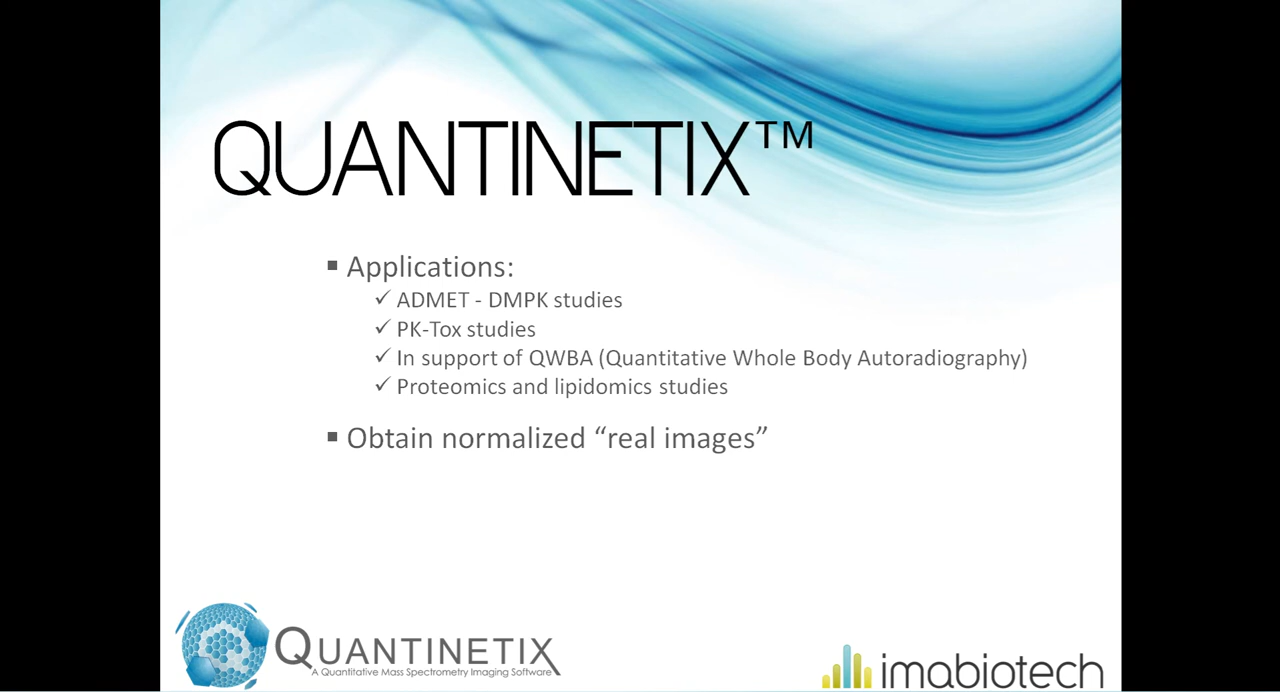 QUANTINETIX™
▪ Applications:
✓ ADMET - DMPK studies
✓ PK-Tox studies
✓ In support of QWBA (Quantitative Whole Body Autoradiography)
✓ Proteomics and lipidomics studies
▪ Obtain normalized “real images”
QUANTINETIX
A Quantitative Mass Spectrometry Imaging Software
imabiotech